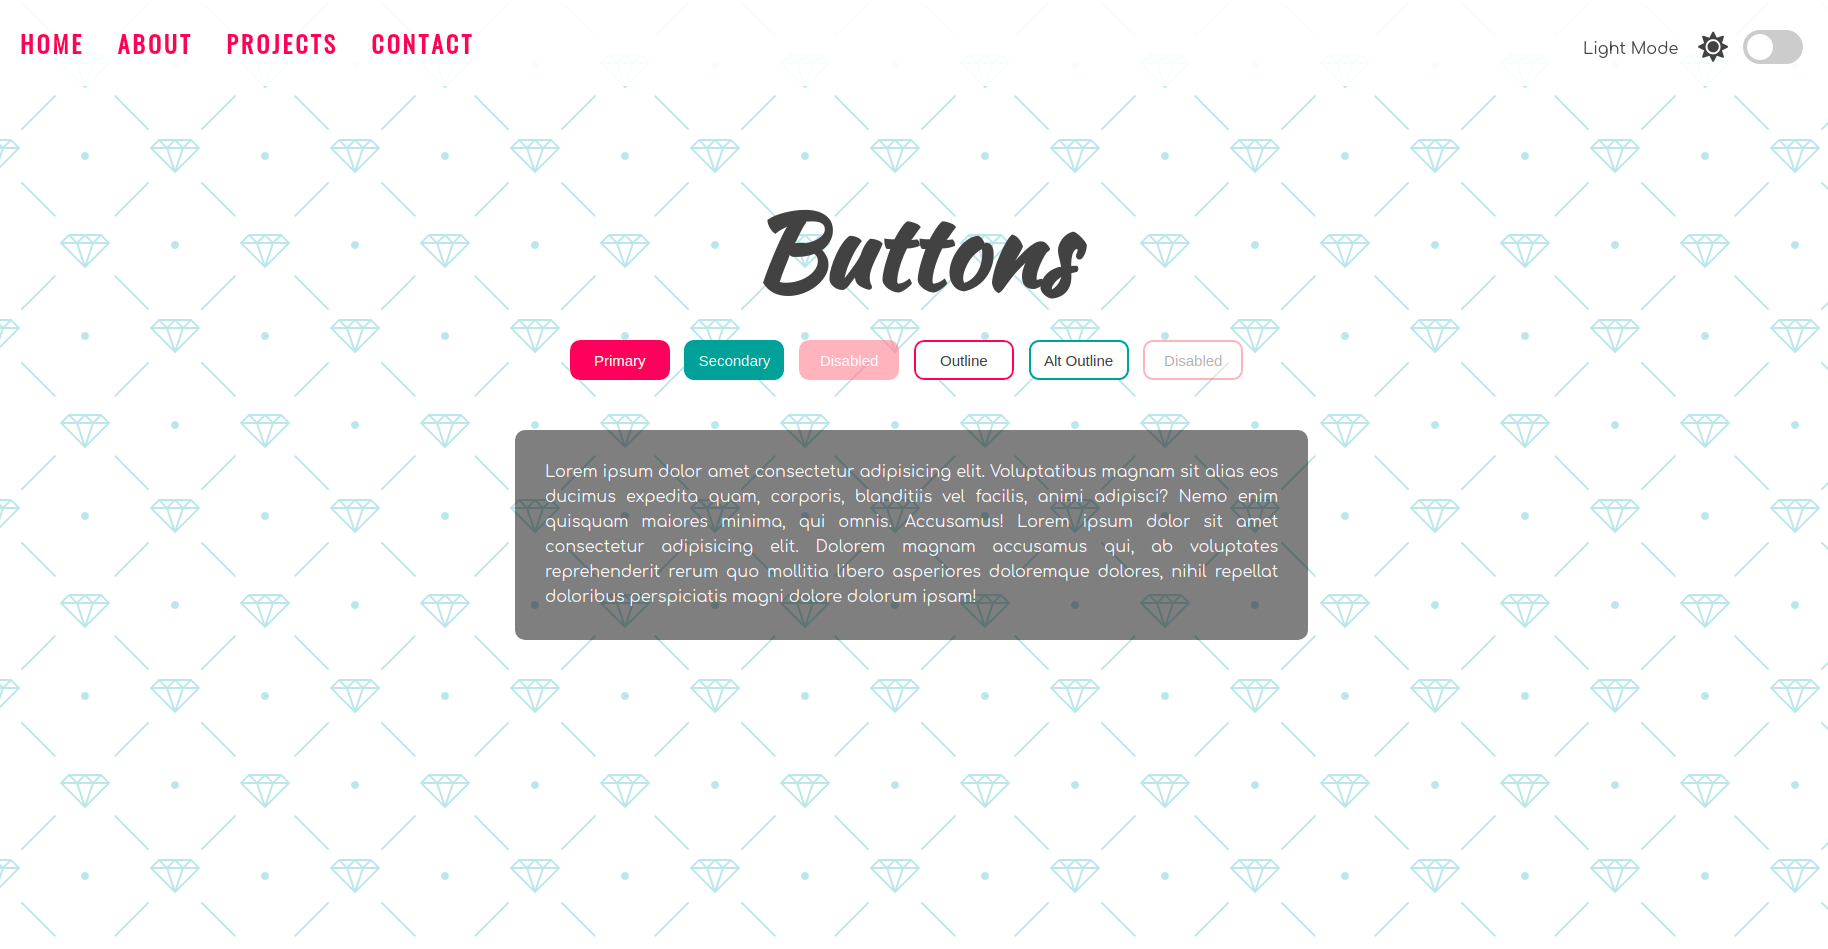 HOME ABOUT PROJECTS CONTACT
Light Mode
Buttons
Primary Secondary Disabled Outline Alt Outline Disabled
Lorem ipsum dolor amet consectetur adipisicing elit. Voluptatibus magnam sit alias eos
ducimus expedita quam, corporis, blanditiis vel facilis, animi adipisci? Nemo enim
quisquam maiores minima, qui omnis. Accusamus! Lorem ipsum dolor sit amet
consectetur adipisicing elit. Dolorem magnam accusamus qui, ab voluptates
reprehenderit rerum quo mollitia libero asperiores doloremque dolores, nihil repellat
doloribus perspiciatis magni dolore dolorum ipsam!